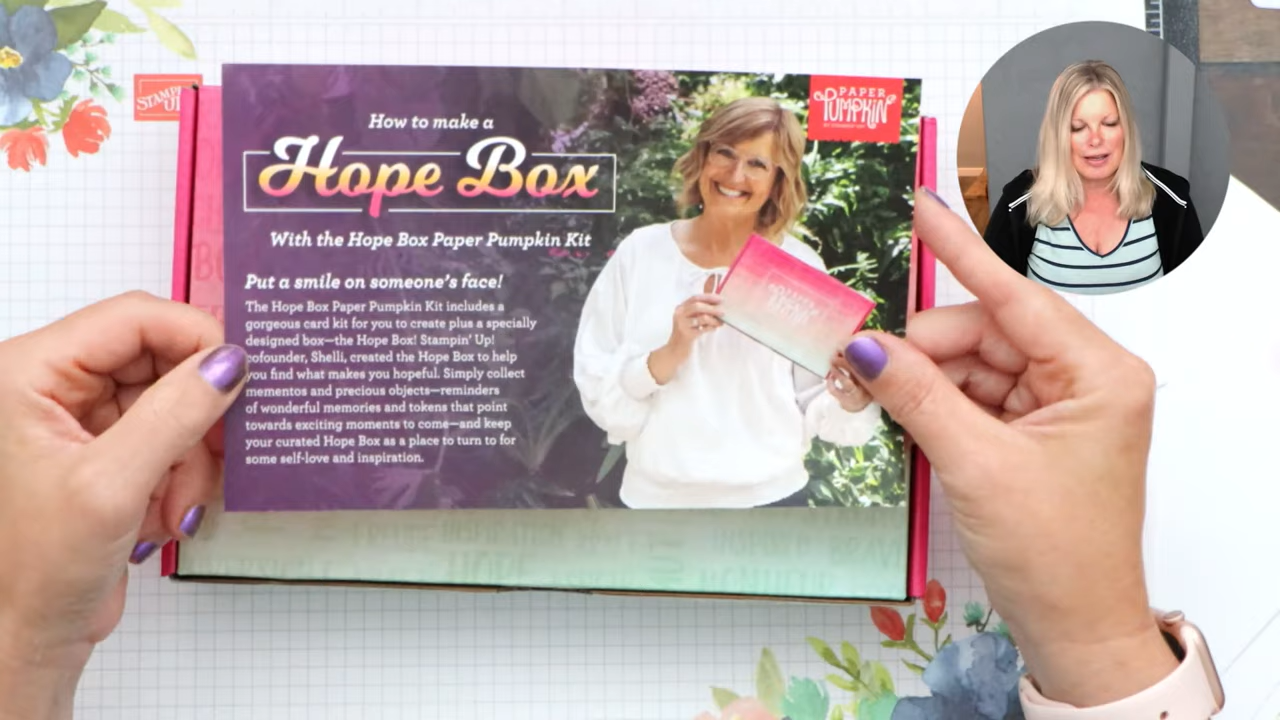 How to make a
Hope Box
With the Hope Box Paper Pumpkin Kit
Put a smile on someone's face!
The Hope Box Paper Pumpkin Kit includes a
gorgeous card kit for you to create plus a specially
designed box—the Hope Box! Stampin' Up!
cofounder, Shelli, created the Hope Box to help
you find what makes you hopeful. Simply collect
mementos and precious objects—reminders
of wonderful memories and tokens that point
towards exciting moments to come—and keep
your curated Hope Box as a place to turn to for
some self-love and inspiration.
PAPER
PUMPKIN
BY STAMPIN' UP!
STAMPI